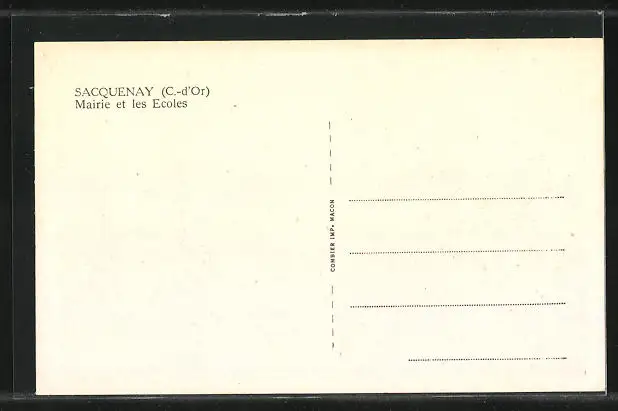 SACQUENAY (C.-d'Or)
Mairie et les Ecoles
COMBIER IMP. MACON